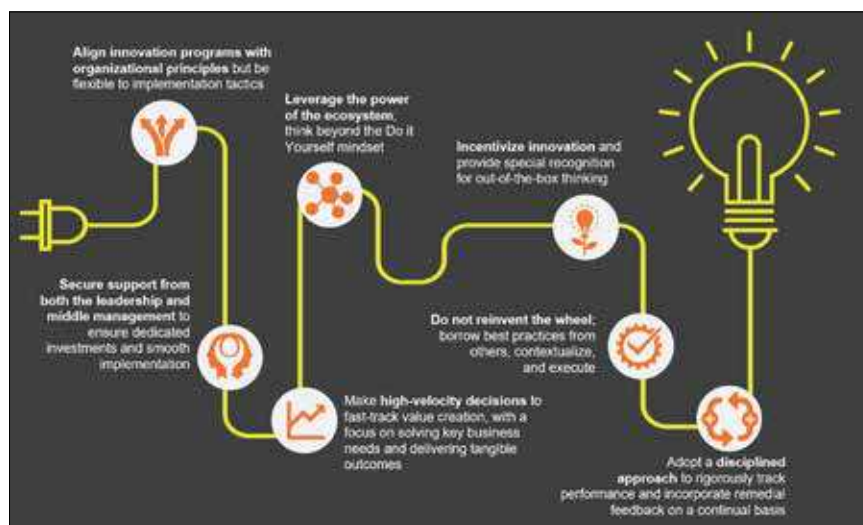 Align innovation programs with
organizational principles but be
flexible to implementation tactics
Secure support from
both the leadership and
middle management to
ensure dedicated
investments and smooth
implementation
Make high-velocity decisions to
fast-track value creation, with a
focus on solving key business
needs and delivering tangible
outcomes
Leverage the power
of the ecosystem,
think beyond the Do it
Yourself mindset
Incentivize innovation and
provide special recognition
for out-of-the-box thinking
Do not reinvent the wheel;
borrow best practices from
others, contextualize,
and execute
Adopt a disciplined
approach to rigorously track
performance and incorporate remedial
feedback on a continual basis